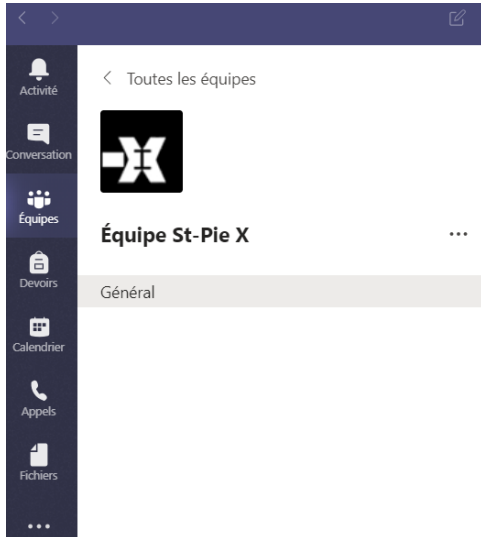 Activité
Conversation
Équipes
Devoirs
Calendrier
Appels
Fichiers
Toutes les équipes
Équipe St-Pie X
Général